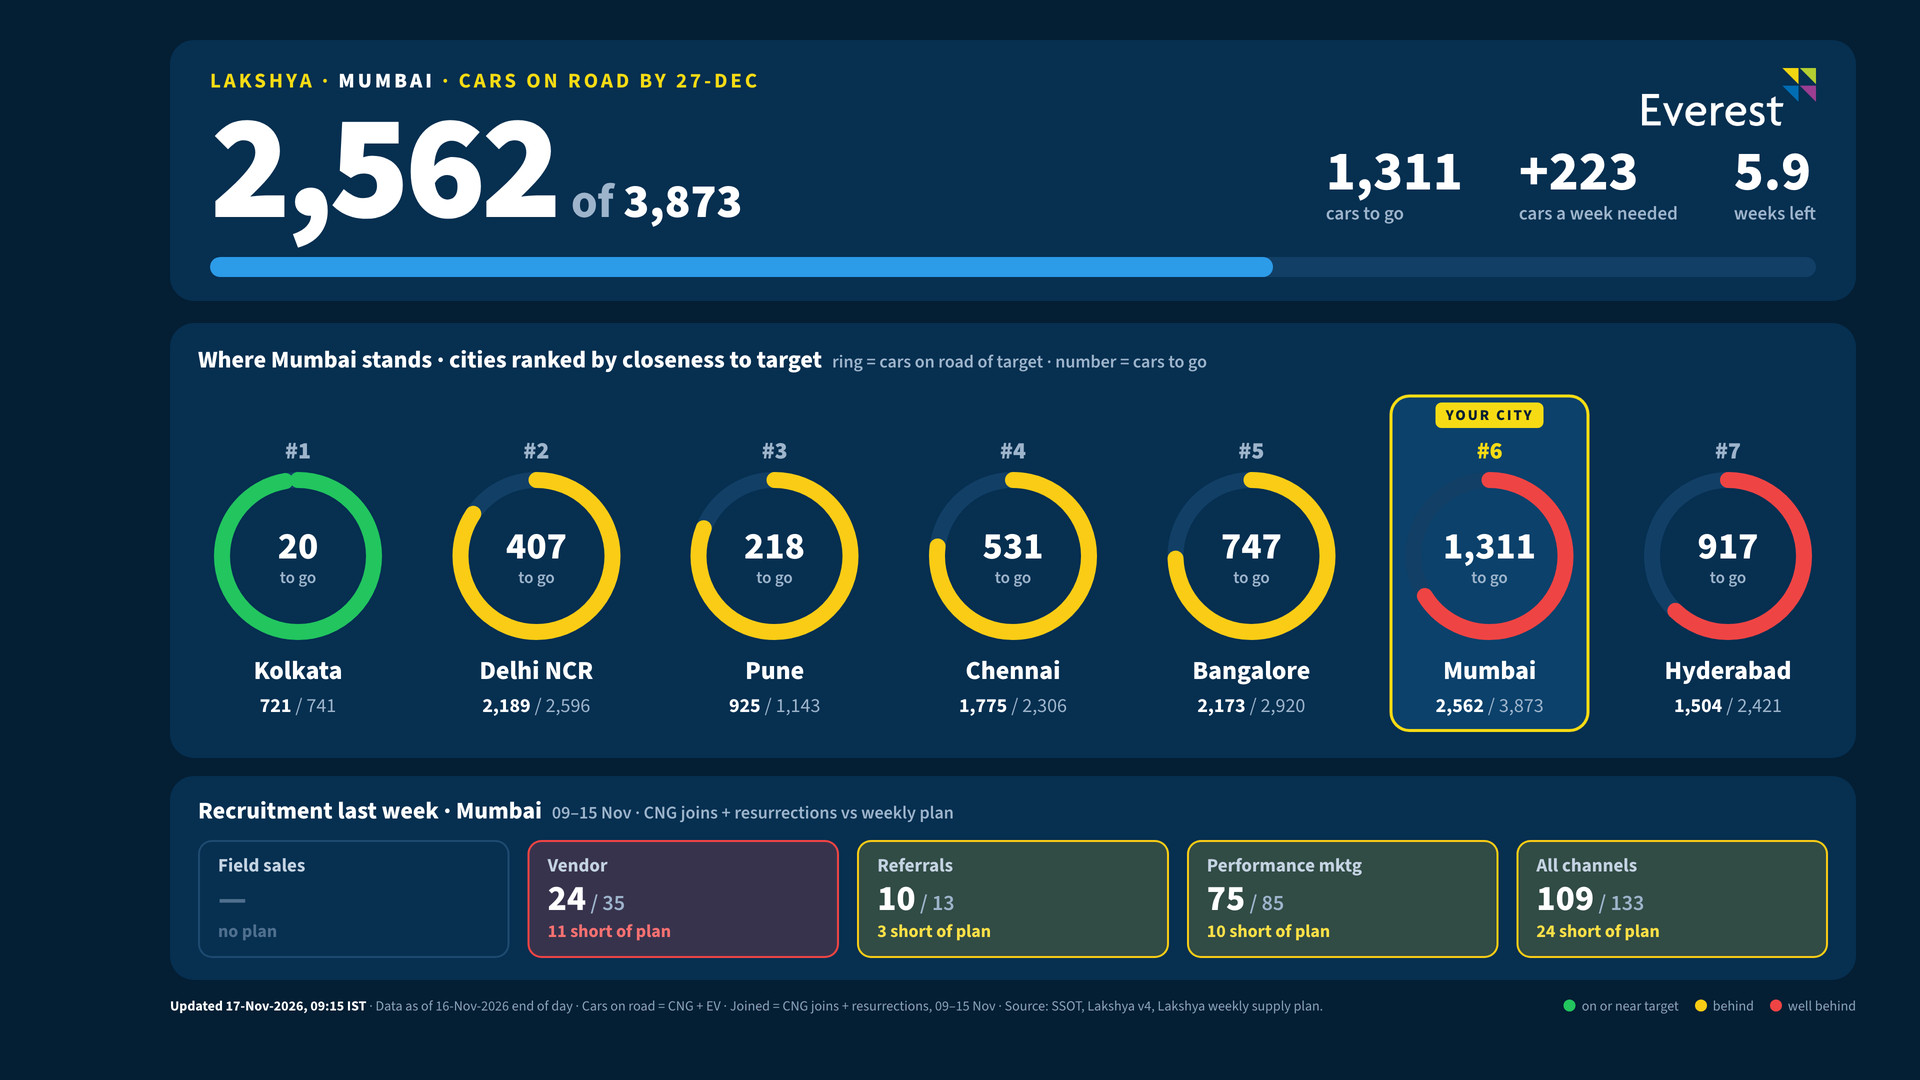 LAKSHYA · MUMBAI · CARS ON ROAD BY 27-DEC
Everest
2,562 of 3,873
1,311
cars to go
+223
cars a week needed
5.9
weeks left
Where Mumbai stands · cities ranked by closeness to target ring = cars on road of target · number = cars to go
#1
20
to go
Kolkata
721 / 741
#2
407
to go
Delhi NCR
2,189 / 2,596
#3
218
to go
Pune
925 / 1,143
#4
531
to go
Chennai
1,775 / 2,306
#5
747
to go
Bangalore
2,173 / 2,920
YOUR CITY
#6
1,311
to go
Mumbai
2,562 / 3,873
#7
917
to go
Hyderabad
1,504 / 2,421
Recruitment last week · Mumbai 09–15 Nov · CNG joins + resurrections vs weekly plan
Field sales
—
no plan
Vendor
24 / 35
11 short of plan
Referrals
10 / 13
3 short of plan
Performance mktg
75 / 85
10 short of plan
All channels
109 / 133
24 short of plan
Updated 17-Nov-2026, 09:15 IST · Data as of 16-Nov-2026 end of day · Cars on road = CNG + EV · Joined = CNG joins + resurrections, 09–15 Nov · Source: SSOT, Lakshya v4, Lakshya weekly supply plan.
on or near target
behind
well behind